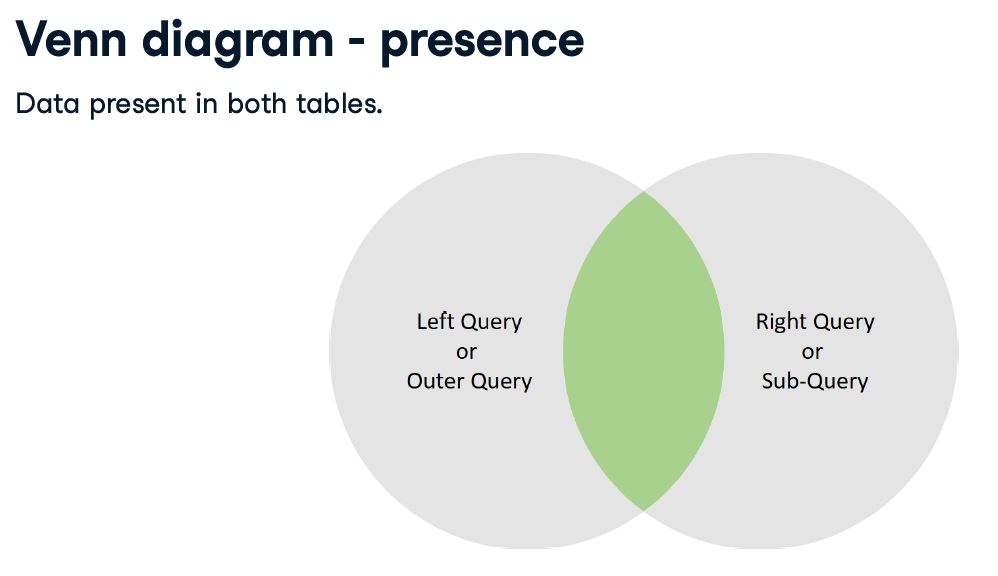 Venn diagram - presence
Data present in both tables.
Left Query
or
Outer Query
Right Query
or
Sub-Query